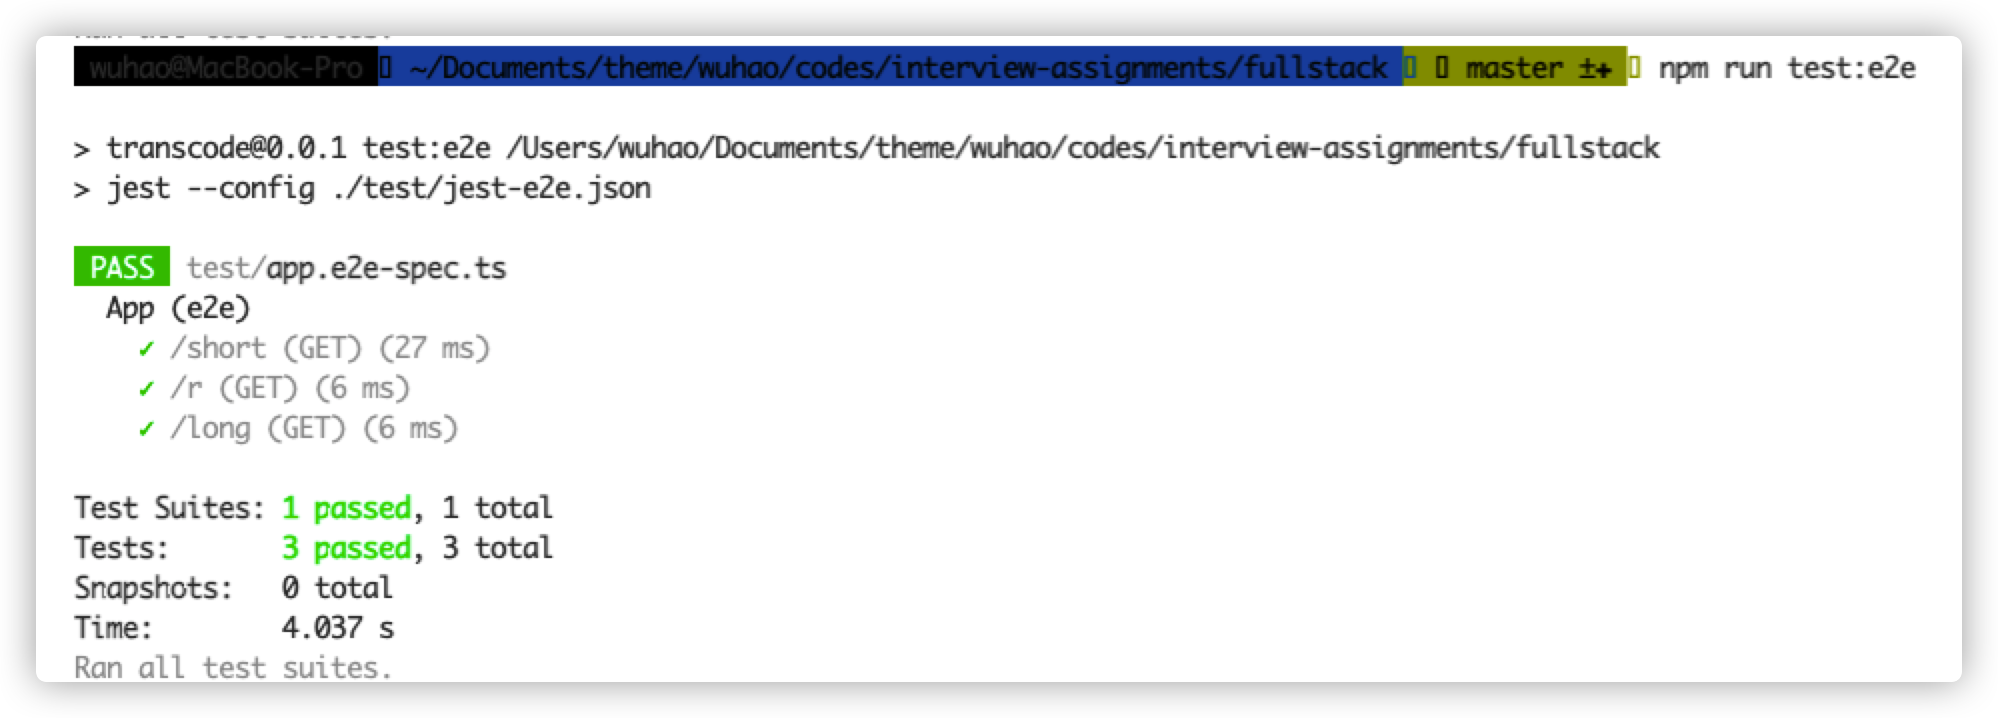 Ran all test suites.
wuhao@MacBook-Pro ~/Documents/theme/wuhao/codes/interview-assignments/fullstack master ±✚ npm run test:e2e
> transcode@0.0.1 test:e2e /Users/wuhao/Documents/theme/wuhao/codes/interview-assignments/fullstack
> jest --config ./test/jest-e2e.json
PASS test/app.e2e-spec.ts
App (e2e)
✓ /short (GET) (27 ms)
✓ /r (GET) (6 ms)
✓ /long (GET) (6 ms)
Test Suites: 1 passed, 1 total
Tests: 3 passed, 3 total
Snapshots: 0 total
Time: 4.037 s
Ran all test suites.